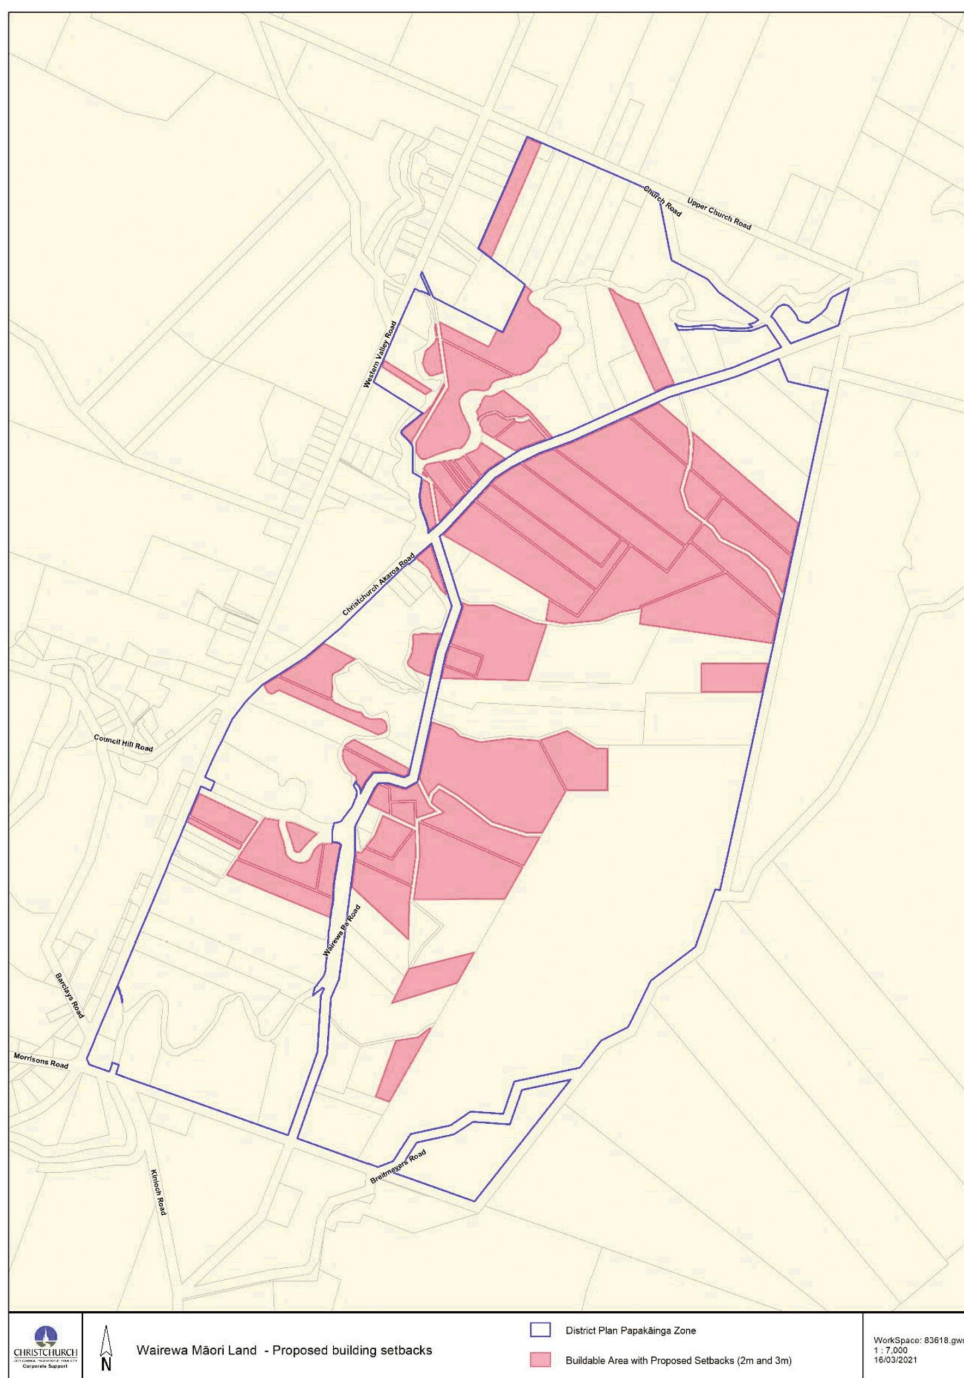 Church Road
Upper Church Road
Western Valley Road
Christchurch Akaroa Road
Council Hill Road
Wairewa Pa Road
Barclays Road
Morrisons Road
Kinloch Road
Breitmeyers Road
CHRISTCHURCH
Corporate Support
N
Wairewa Māori Land - Proposed building setbacks
District Plan Papakāinga Zone
Buildable Area with Proposed Setbacks (2m and 3m)
WorkSpace: 83618.gws
1 : 7,000
16/03/2021